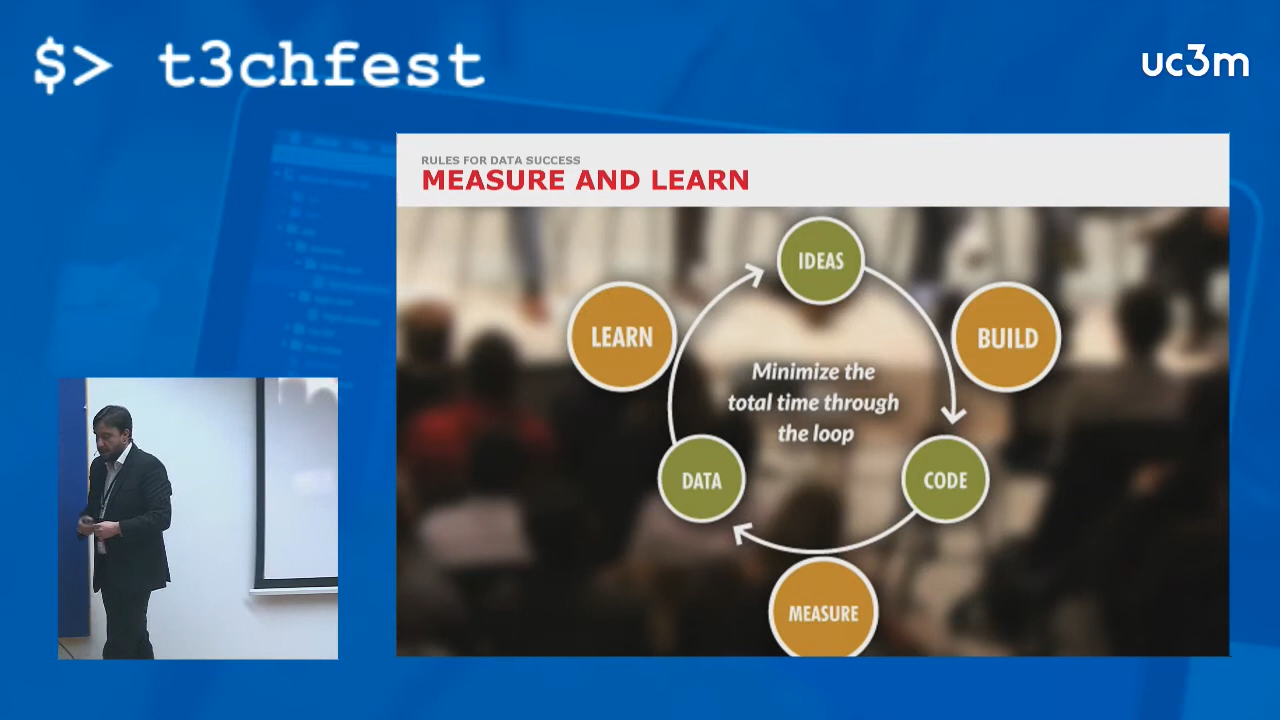 $> t3chfest
uc3m
RULES FOR DATA SUCCESS
MEASURE AND LEARN
IDEAS
LEARN
BUILD
Minimize the
total time through
the loop
DATA
CODE
MEASURE